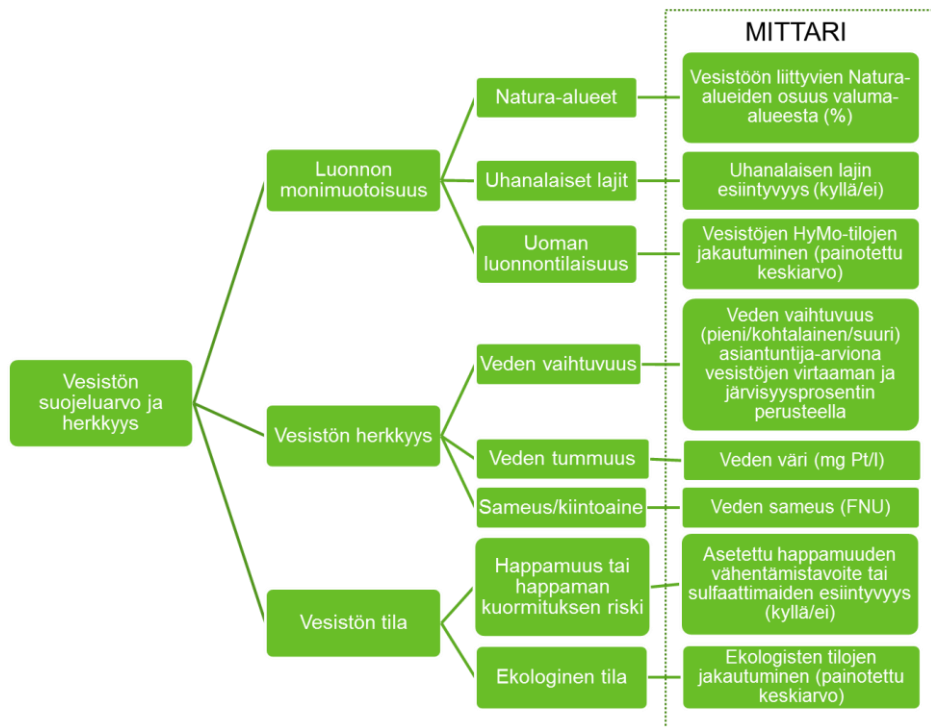 MITTARI
Vesistön
suojeluarvo ja
herkkyys
Luonnon
monimuotoisuus
Natura-alueet
Vesistöön liittyvien Natura-
alueiden osuus valuma-
alueesta (%)
Uhanalaiset lajit
Uhanalaisen lajin
esiintyvyys (kyllä/ei)
Uoman
luonnontilaisuus
Vesistöjen HyMo-tilojen
jakautuminen (painotettu
keskiarvo)
Vesistön herkkyys
Veden vaihtuvuus
Veden vaihtuvuus
(pieni/kohtalainen/suuri)
asiantuntija-arviona
vesistöjen virtaaman ja
järvisyysprosentin
perusteella
Veden tummuus
Veden väri (mg Pt/l)
Sameus/kiintoaine
Veden sameus (FNU)
Vesistön tila
Happamuus tai
happaman
kuormituksen riski
Asetettu happamuuden
vähentämistavoite tai
sulfaattimaiden esiintyvyys
(kyllä/ei)
Ekologinen tila
Ekologisten tilojen
jakautuminen (painotettu
keskiarvo)